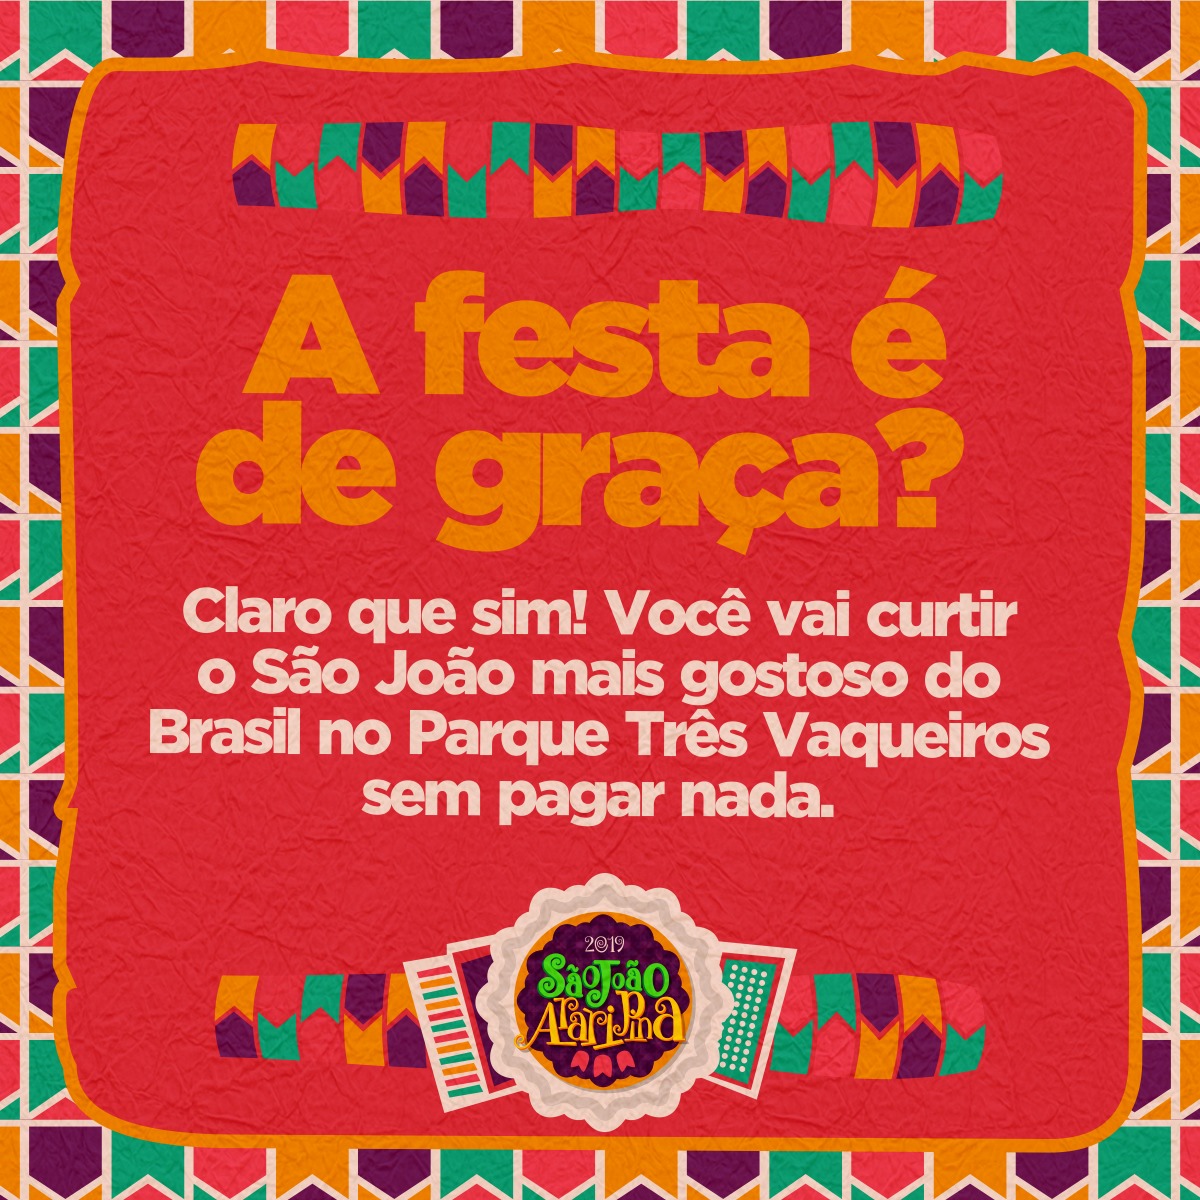 A festa é
de graça?
Claro que sim! Você vai curtir
o São João mais gostoso do
Brasil no Parque Três Vaqueiros
sem pagar nada.
2019
São João
Araripina